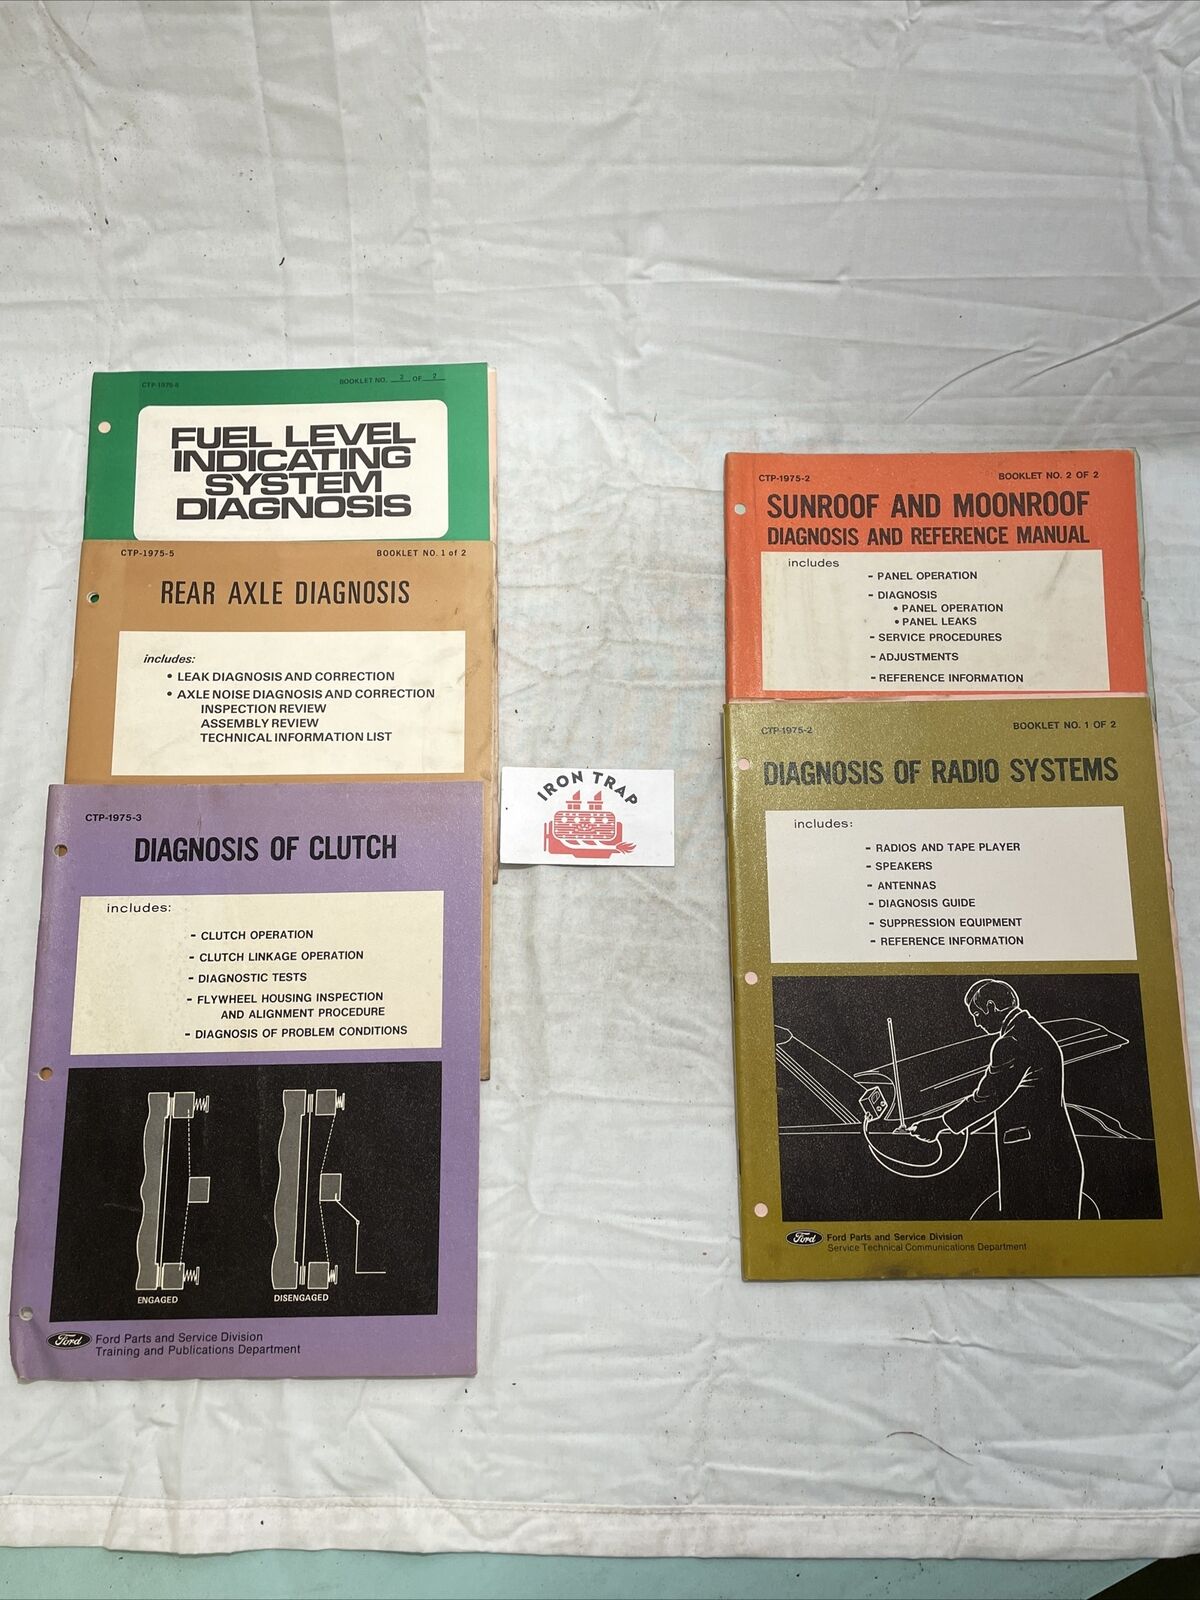 CTP-1975-5
BOOKLET NO. 2 OF 2
FUEL LEVEL
INDICATING
SYSTEM
DIAGNOSIS
CTP-1975-5
BOOKLET NO. 1 of 2
REAR AXLE DIAGNOSIS
includes:
• LEAK DIAGNOSIS AND CORRECTION
• AXLE NOISE DIAGNOSIS AND CORRECTION
INSPECTION REVIEW
ASSEMBLY REVIEW
TECHNICAL INFORMATION LIST
CTP-1975-3
DIAGNOSIS OF CLUTCH
includes:
- CLUTCH OPERATION
- CLUTCH LINKAGE OPERATION
- DIAGNOSTIC TESTS
- FLYWHEEL HOUSING INSPECTION
AND ALIGNMENT PROCEDURE
- DIAGNOSIS OF PROBLEM CONDITIONS
ENGAGED
DISENGAGED
Ford
Ford Parts and Service Division
Training and Publications Department
IRON TRAP
CTP-1975-2
BOOKLET NO. 2 OF 2
SUNROOF AND MOONROOF
DIAGNOSIS AND REFERENCE MANUAL
includes
- PANEL OPERATION
- DIAGNOSIS
• PANEL OPERATION
• PANEL LEAKS
- SERVICE PROCEDURES
- ADJUSTMENTS
- REFERENCE INFORMATION
CTP-1975-2
BOOKLET NO. 1 OF 2
DIAGNOSIS OF RADIO SYSTEMS
includes:
- RADIOS AND TAPE PLAYER
- SPEAKERS
- ANTENNAS
- DIAGNOSIS GUIDE
- SUPPRESSION EQUIPMENT
- REFERENCE INFORMATION
Ford
Ford Parts and Service Division
Service Technical Communications Department